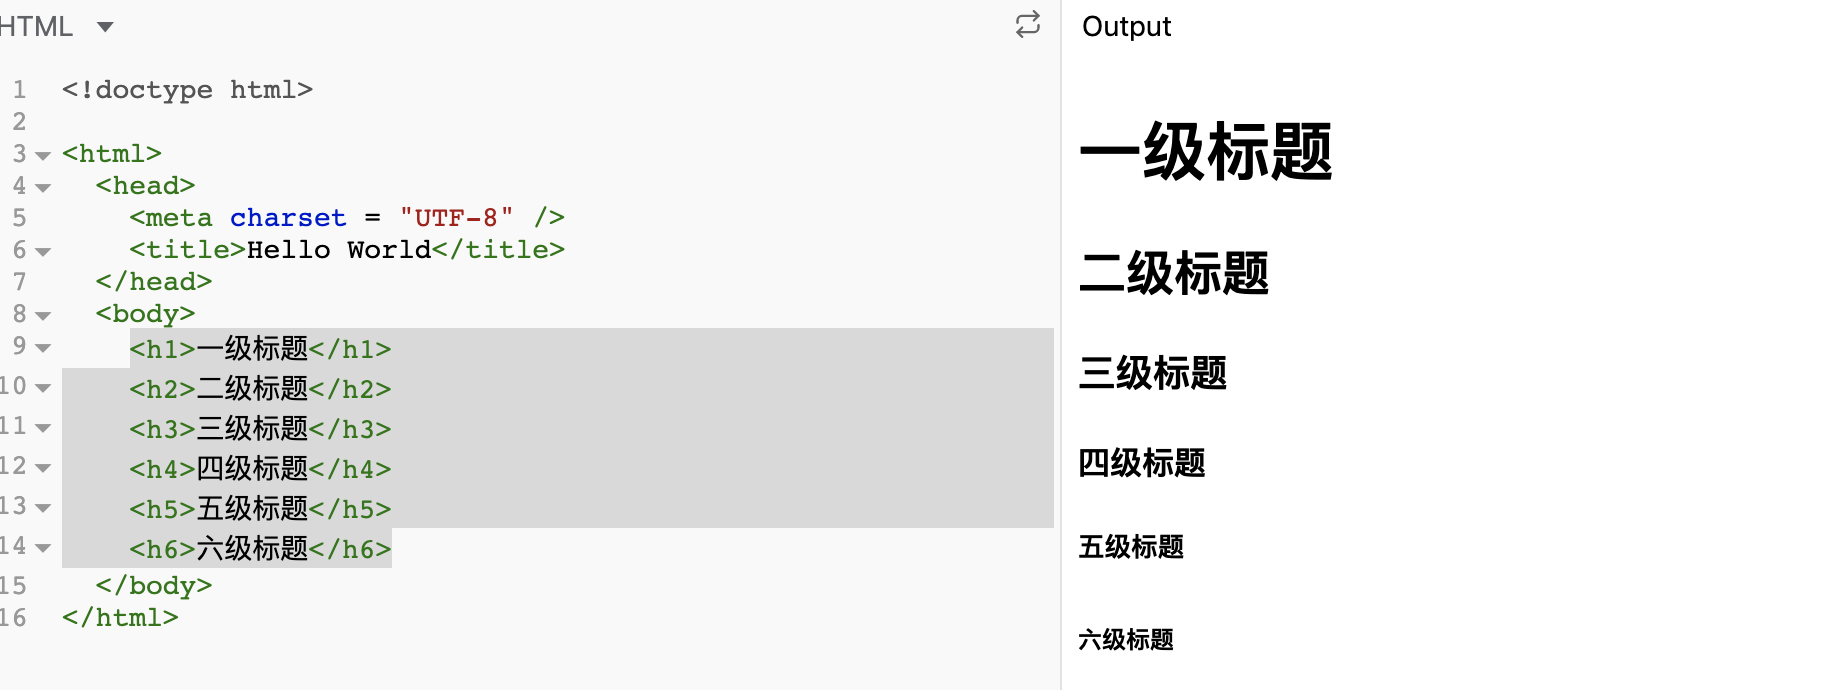 HTML
Output
1 <!doctype html>
2
3 <html>
4 <head>
5 <meta charset = "UTF-8" />
6 <title>Hello World</title>
7 </head>
8 <body>
9 <h1>一级标题</h1>
10 <h2>二级标题</h2>
11 <h3>三级标题</h3>
12 <h4>四级标题</h4>
13 <h5>五级标题</h5>
14 <h6>六级标题</h6>
15 </body>
16 </html>
一级标题
二级标题
三级标题
四级标题
五级标题
六级标题